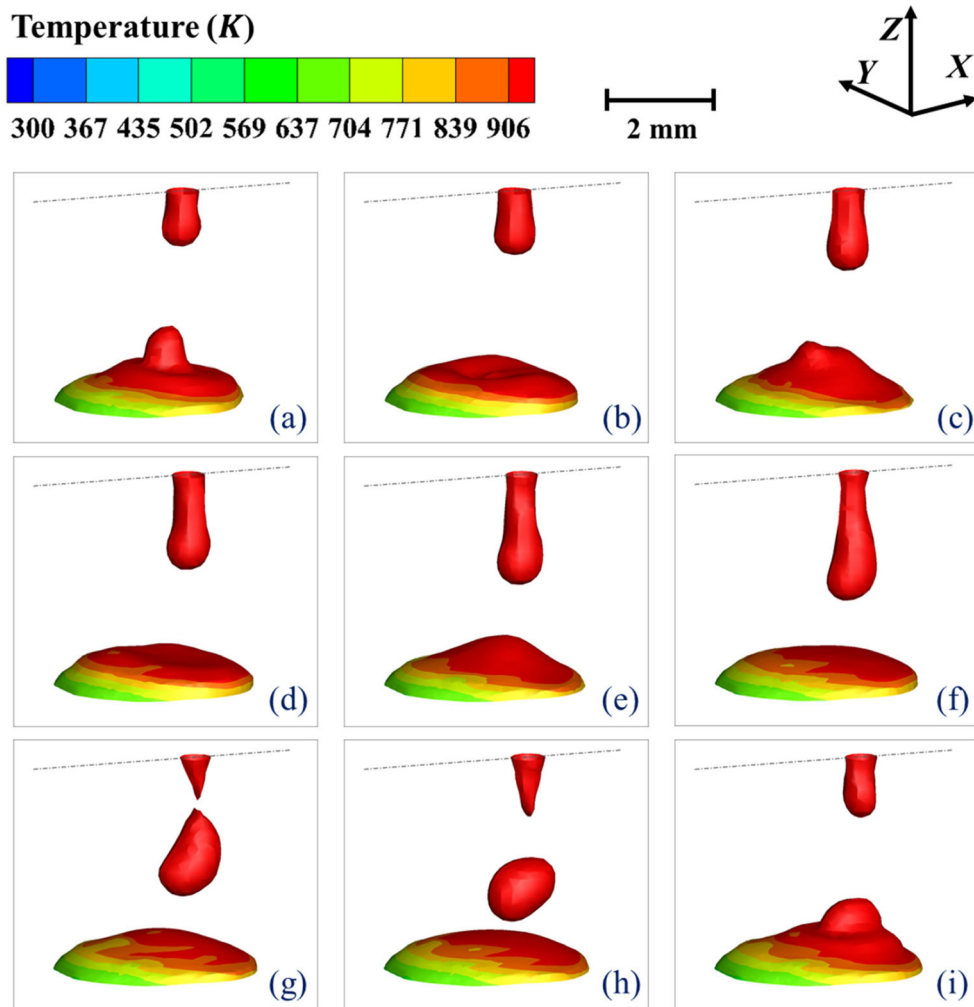 Temperature (K)
300 367 435 502 569 637 704 771 839 906
2 mm
Z
Y
X
(a)
(b)
(c)
(d)
(e)
(f)
(g)
(h)
(i)